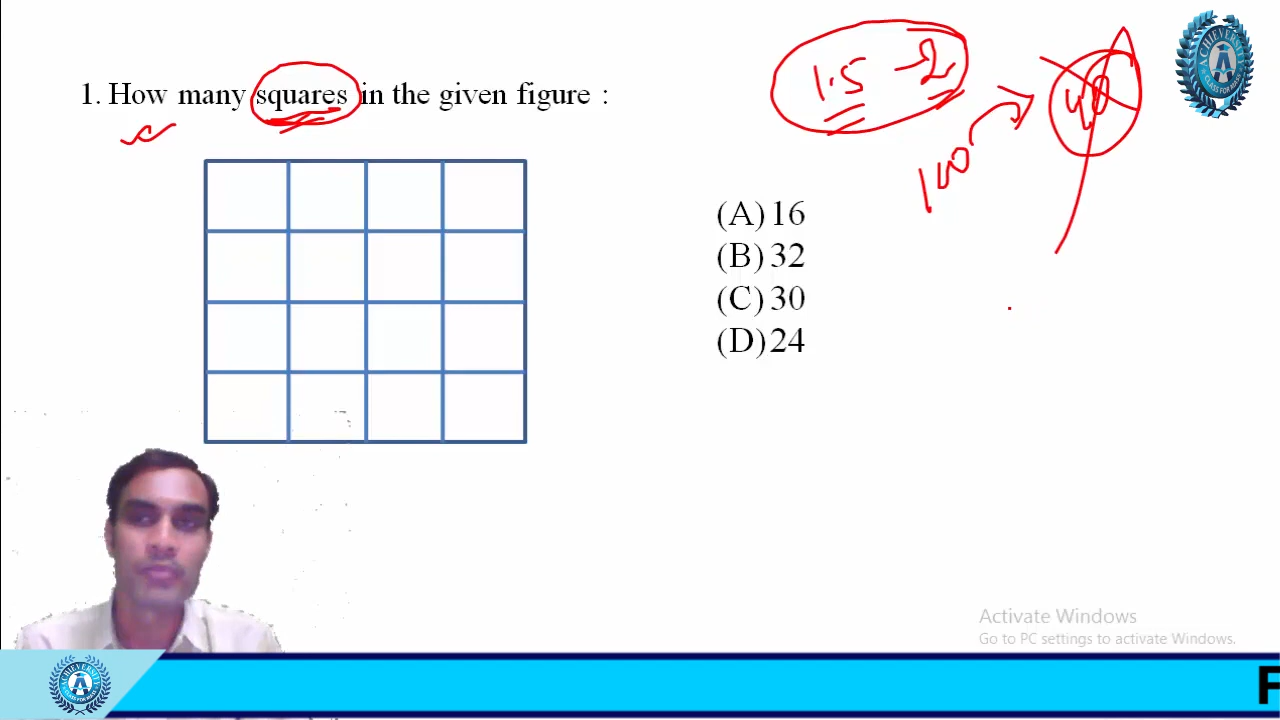 1. How many squares in the given figure :
1.5 - 2
40
100
(A) 16
(B) 32
(C) 30
(D) 24
Activate Windows
Go to PC settings to activate Windows.
F